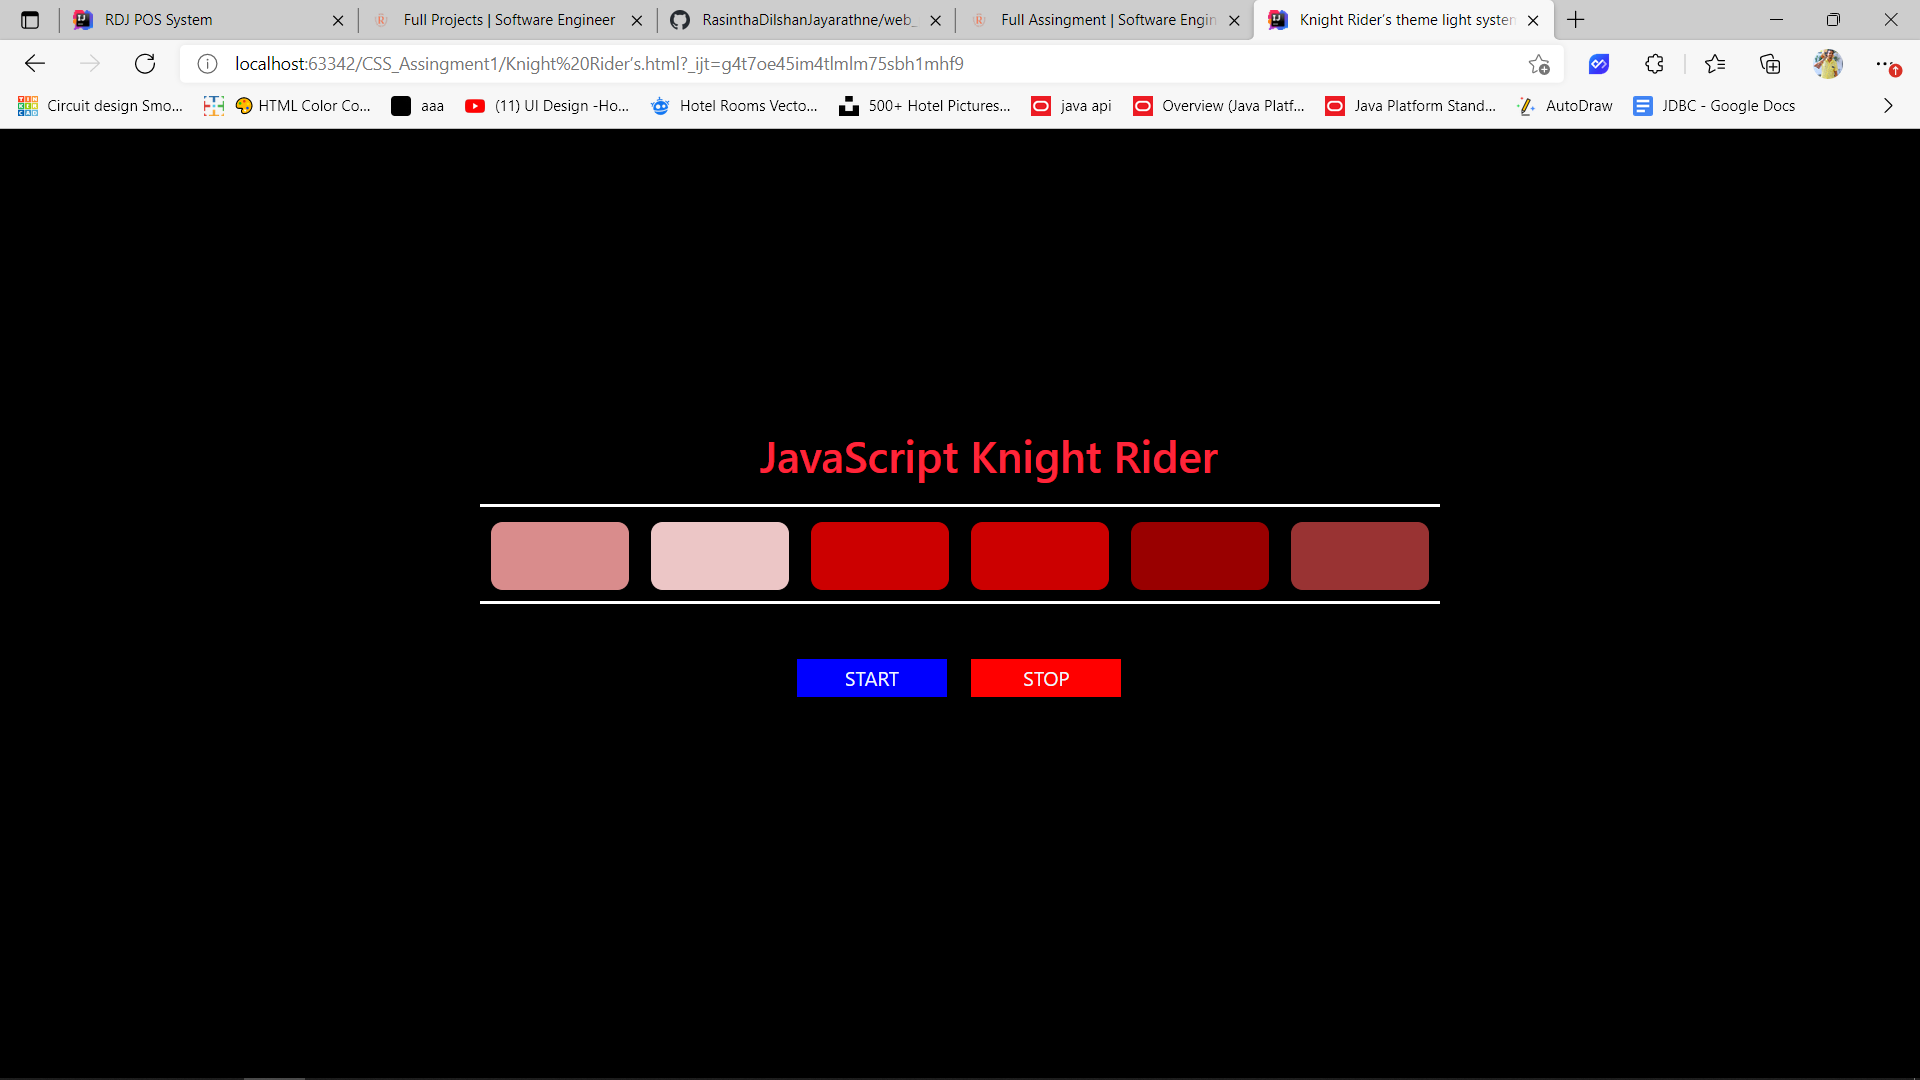 RDJ POS System
Full Projects | Software Engineer
RasinthaDilshanJayarathne/web_
Full Assingment | Software Engin
Knight Rider’s theme light system
localhost:63342/CSS_Assingment1/Knight%20Rider’s.html?_ijt=g4t7oe45im4tlmlm75sbh1mhf9
Circuit design Smo...
HTML Color Co...
aaa
(11) UI Design -Ho...
Hotel Rooms Vecto...
500+ Hotel Pictures...
java api
Overview (Java Platf...
Java Platform Stand...
AutoDraw
JDBC - Google Docs
JavaScript Knight Rider
START
STOP